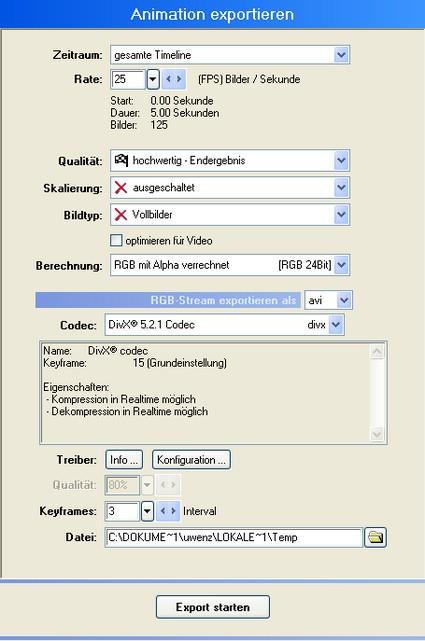 Animation exportieren
Zeitraum: gesamte Timeline
Rate: 25 (FPS) Bilder / Sekunde
Start: 0.00 Sekunde
Dauer: 5.00 Sekunden
Bilder: 125
Qualität: hochwertig - Endergebnis
Skalierung: ausgeschaltet
Bildtyp: Vollbilder
optimieren für Video
Berechnung: RGB mit Alpha verrechnet [RGB 24Bit]
RGB-Stream exportieren als avi
Codec: DivX® 5.2.1 Codec divx
Name: DivX® codec
Keyframe: 15 (Grundeinstellung)
Eigenschaften:
- Kompression in Realtime möglich
- Dekompression in Realtime möglich
Treiber: Info ... Konfiguration ...
Qualität: 80%
Keyframes: 3 Interval
Datei: C:\DOKUME~1\uwenz\LOKALE~1\Temp
Export starten